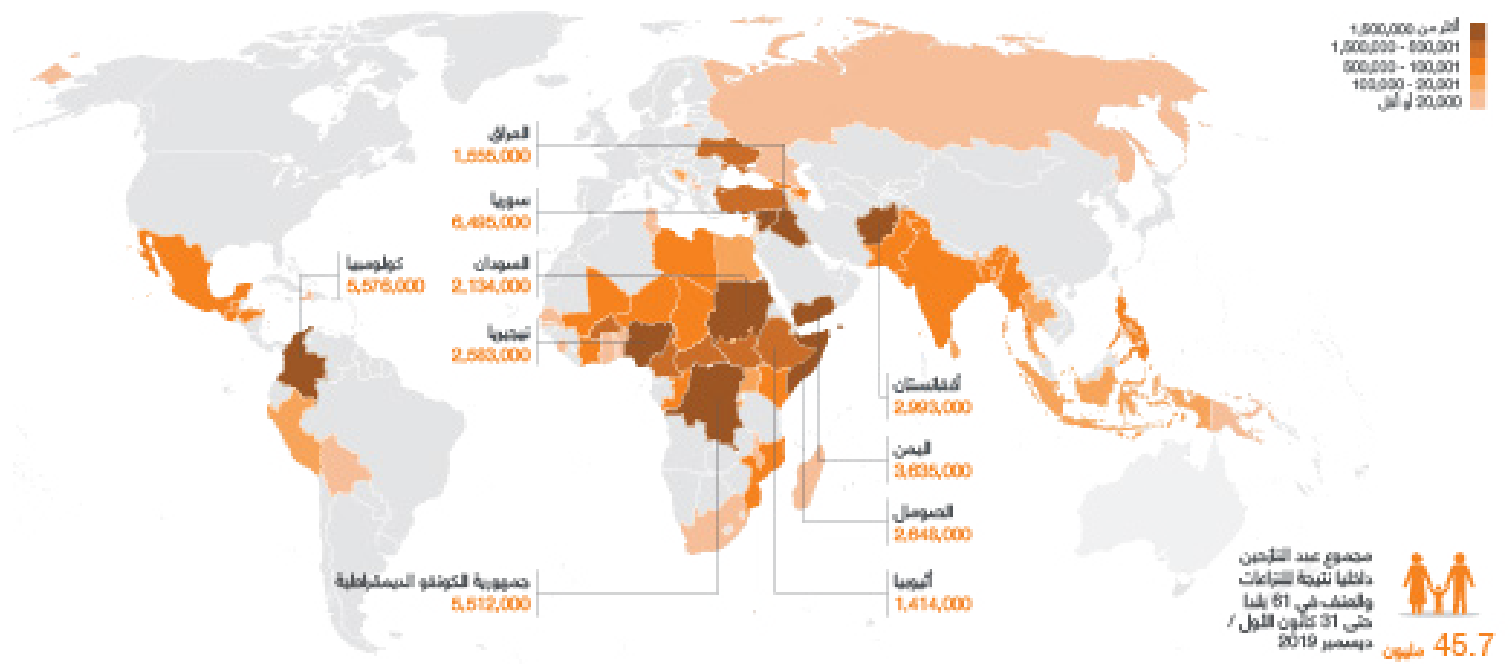 أكثر من 1,500,000
1,500,000 - 500,001
500,000 - 100,001
100,000 - 20,001
20,000 أو أقل
العراق
1,555,000
سوريا
6,495,000
كولومبيا
5,576,000
السودان
2,134,000
نيجيريا
2,583,000
أفغانستان
2,993,000
اليمن
3,635,000
الصومال
2,648,000
جمهورية الكونغو الديمقراطية
5,512,000
أثيوبيا
1,414,000
مجموع عدد النازحين
داخليا نتيجة للنزاعات
والعنف في 61 بلدا
حتى 31 كانون الأول /
ديسمبر 2019
45.7 مليون